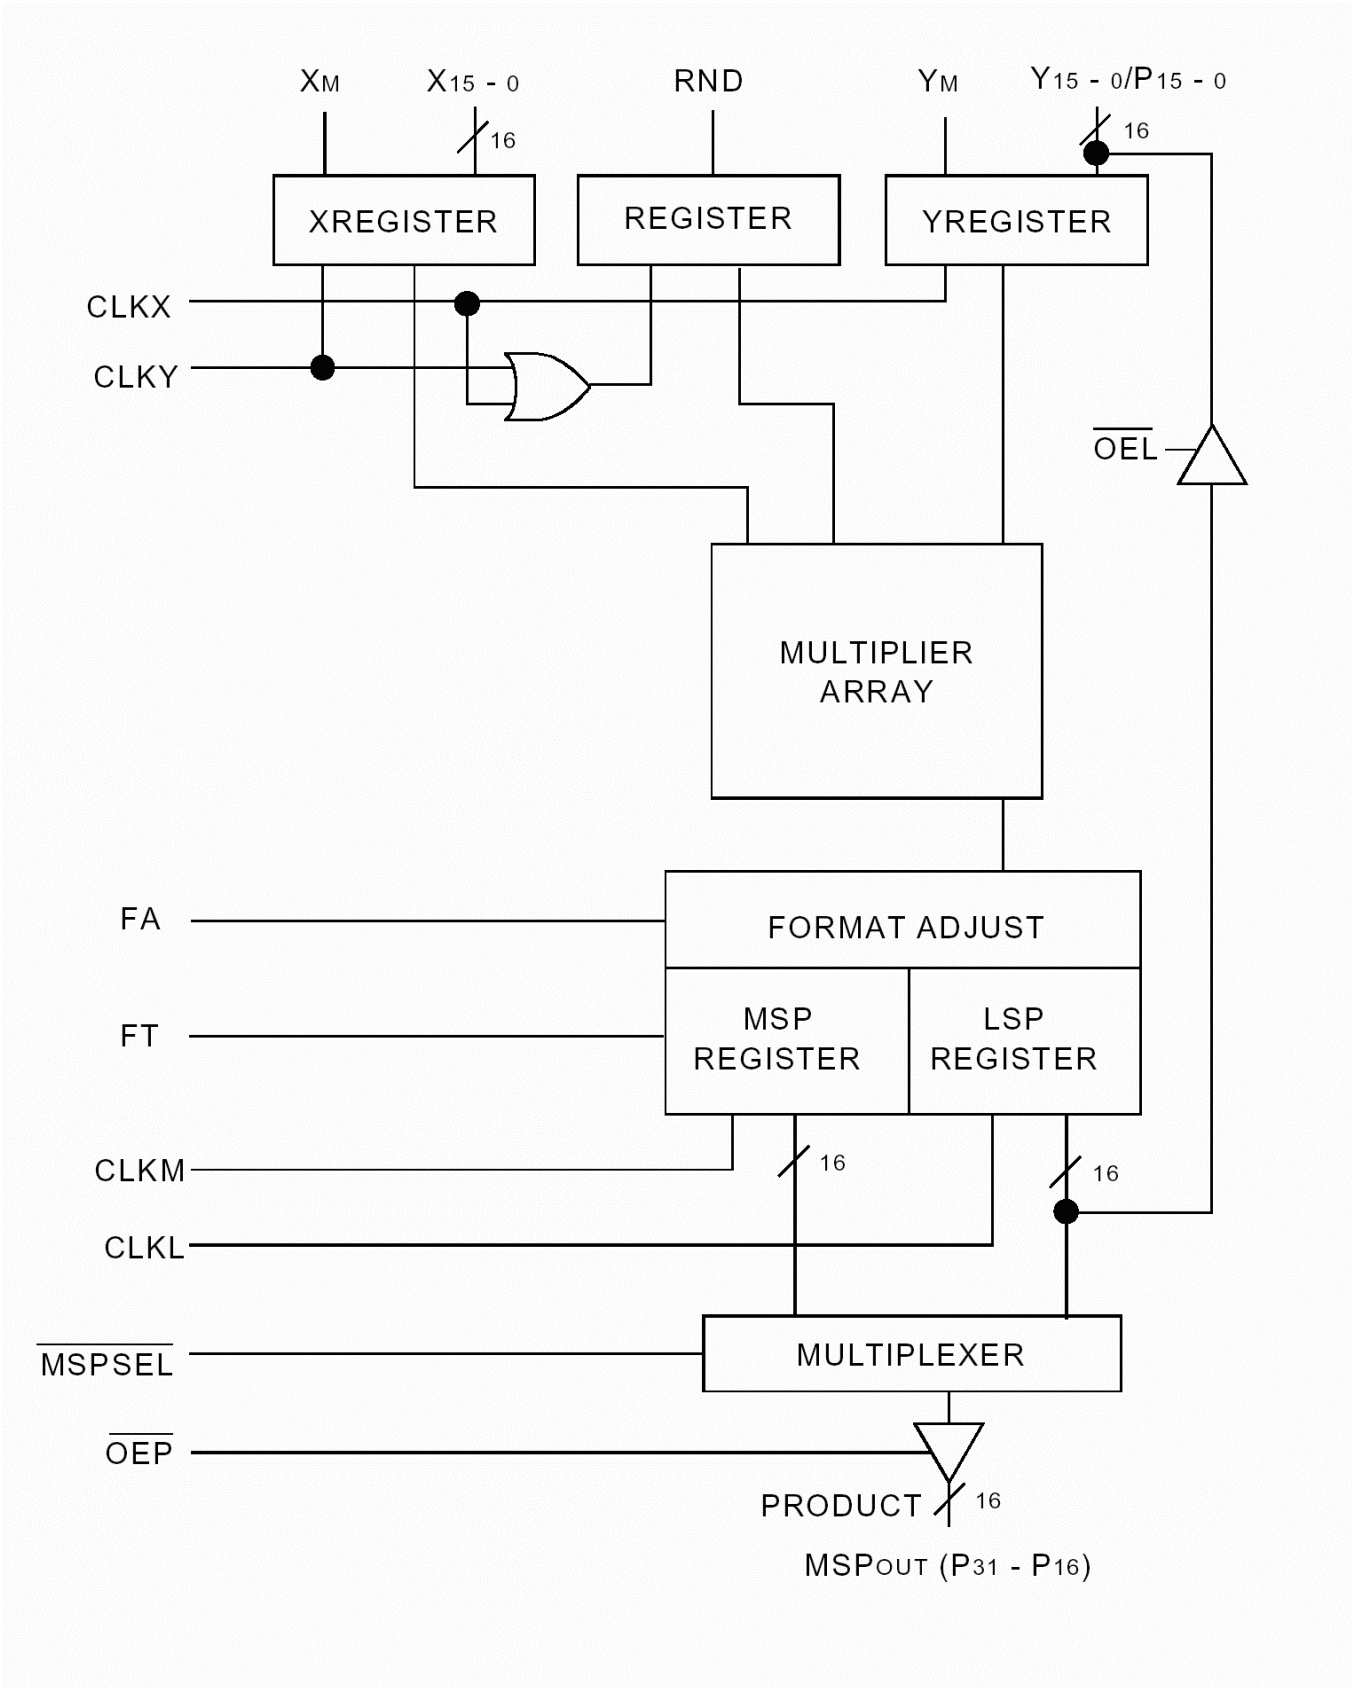 XM X15 - 0 RND YM Y15 - 0/P15 - 0
16 16
XREGISTER REGISTER YREGISTER
CLKX
CLKY
OEL
MULTIPLIER
ARRAY
FA
FORMAT ADJUST
FT
MSP
REGISTER
LSP
REGISTER
CLKM
16 16
CLKL
MSPSEL
MULTIPLEXER
OEP
PRODUCT 16
MSPOUT (P31 - P16)